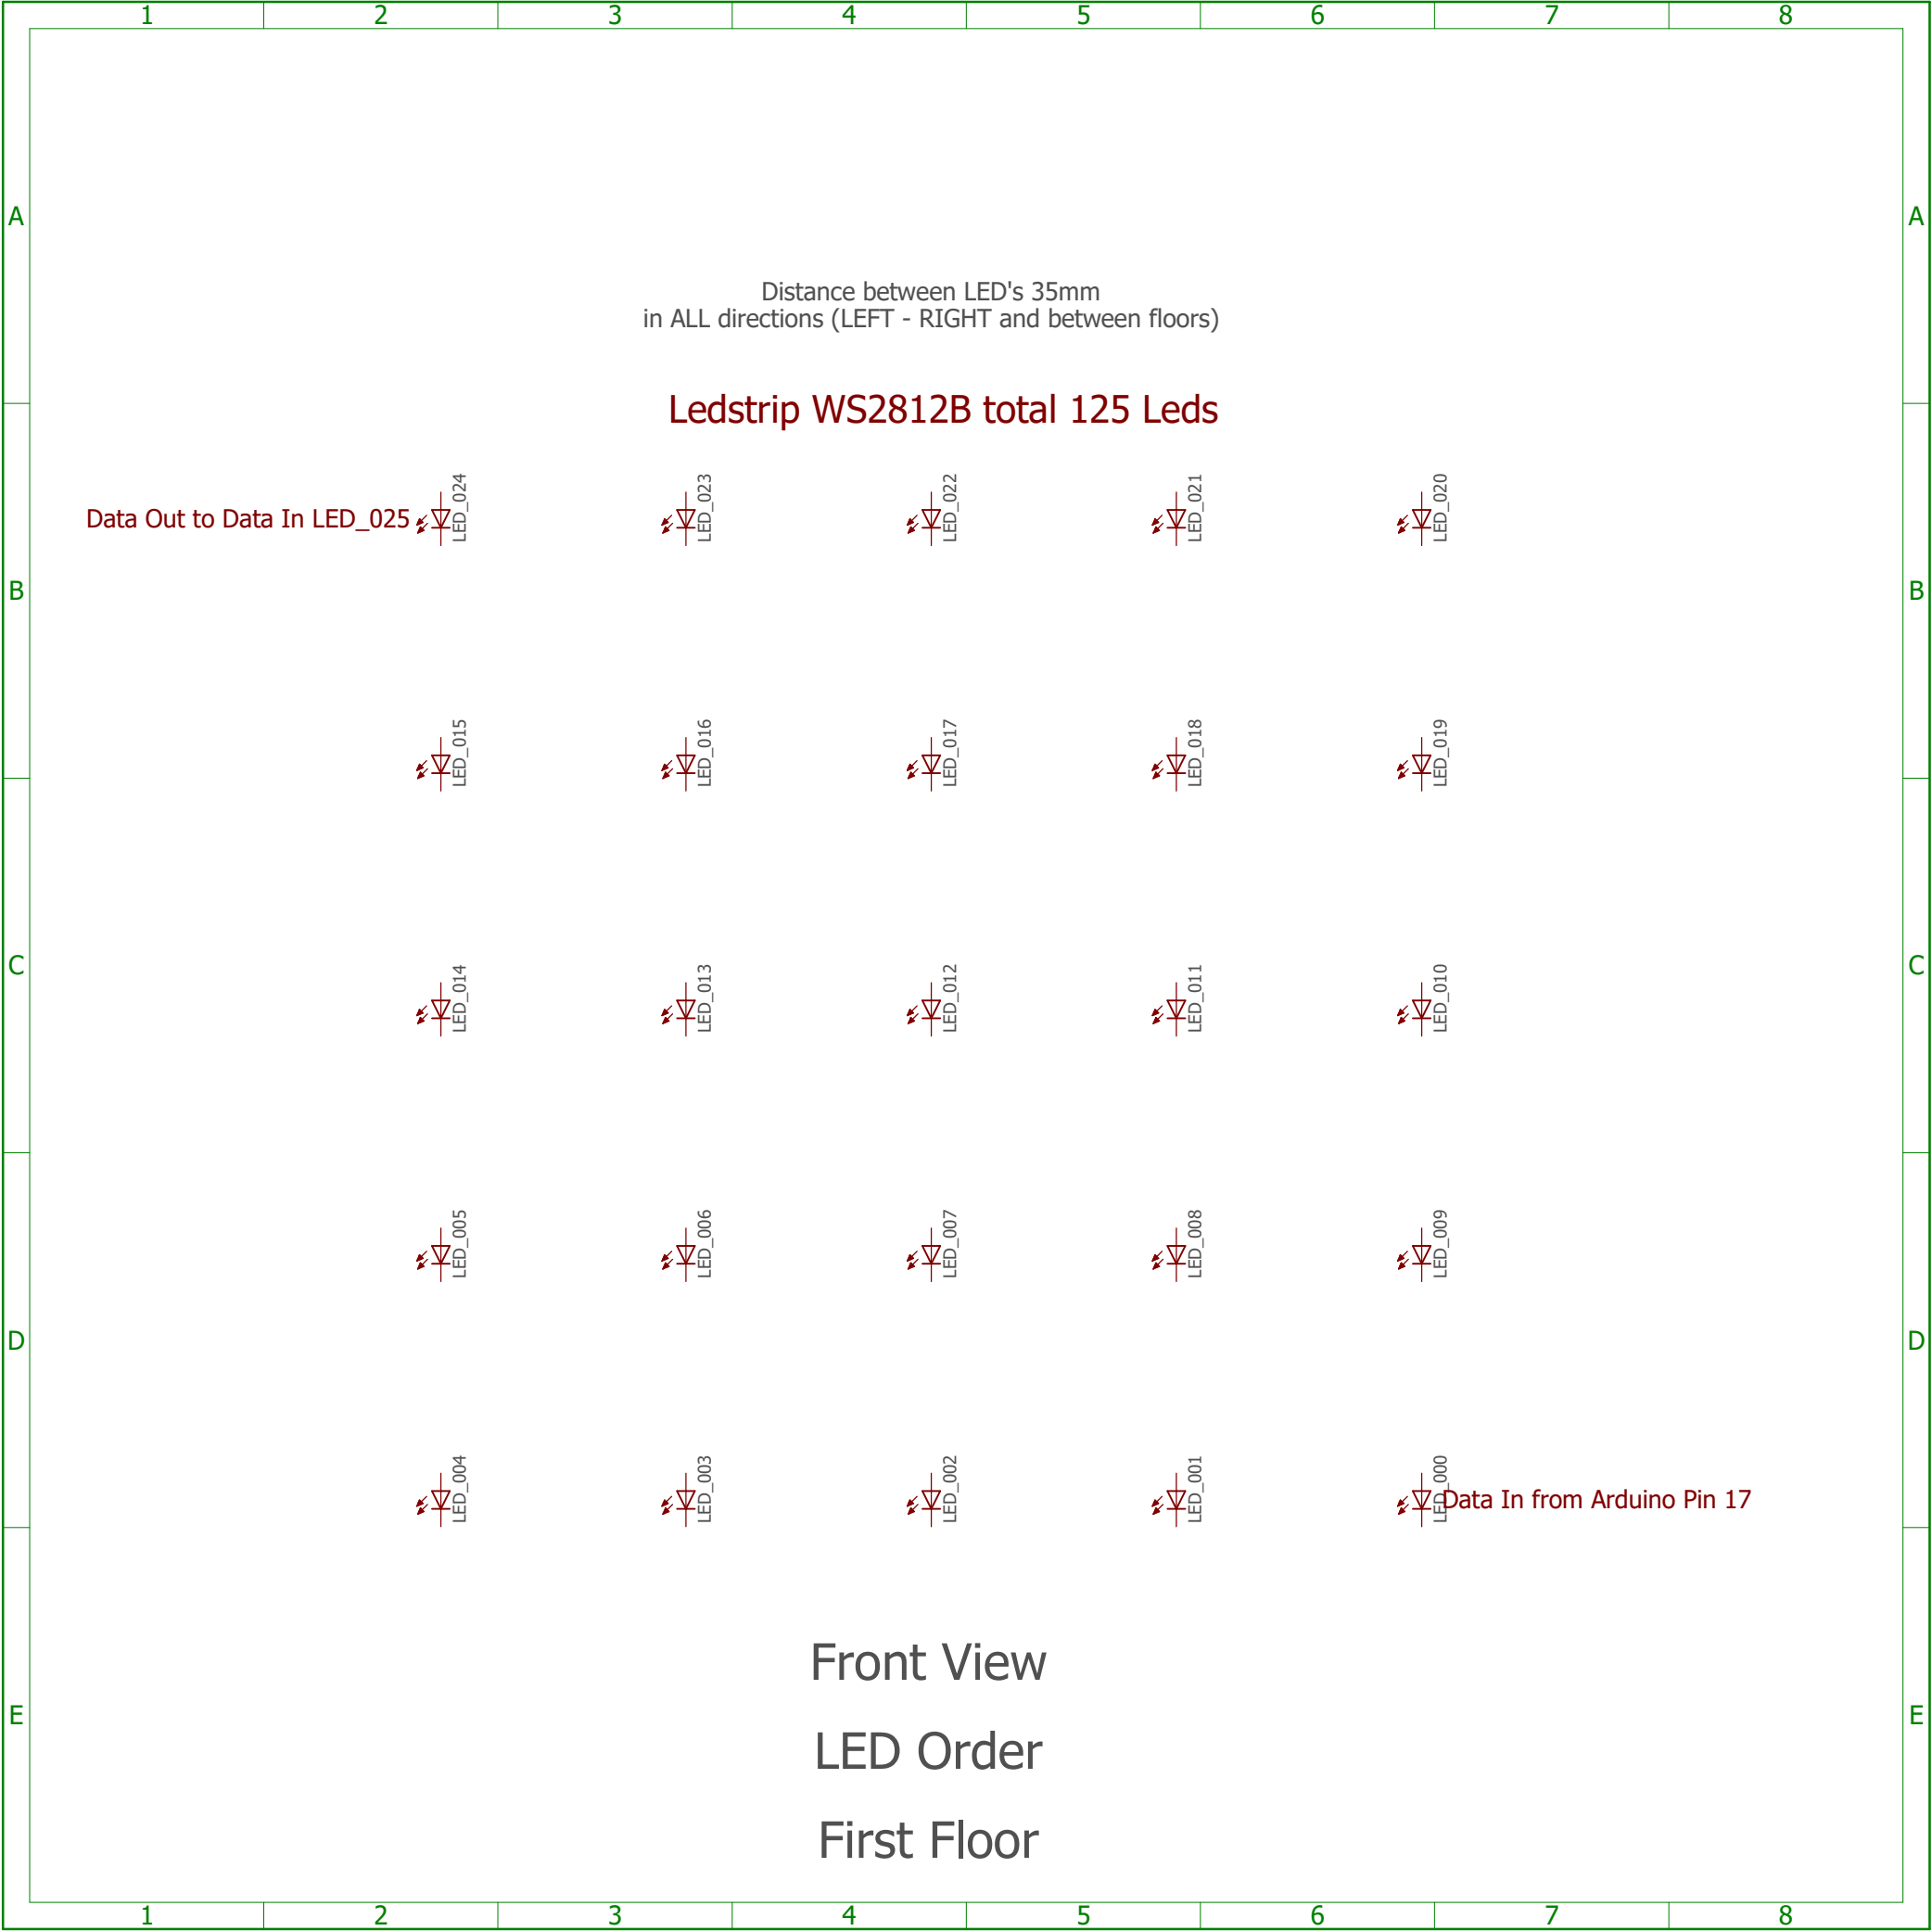 1 2 3 4 5 6 7 8
A A
Distance between LED's 35mm
in ALL directions (LEFT - RIGHT and between floors)
Ledstrip WS2812B total 125 Leds
Data Out to Data In LED_025 LED_024 LED_023 LED_022 LED_021 LED_020
B B
LED_015 LED_016 LED_017 LED_018 LED_019
C C
LED_014 LED_013 LED_012 LED_011 LED_010
LED_005 LED_006 LED_007 LED_008 LED_009
D D
LED_004 LED_003 LED_002 LED_001 LED_000 Data In from Arduino Pin 17
Front View
E E
LED Order
First Floor
1 2 3 4 5 6 7 8